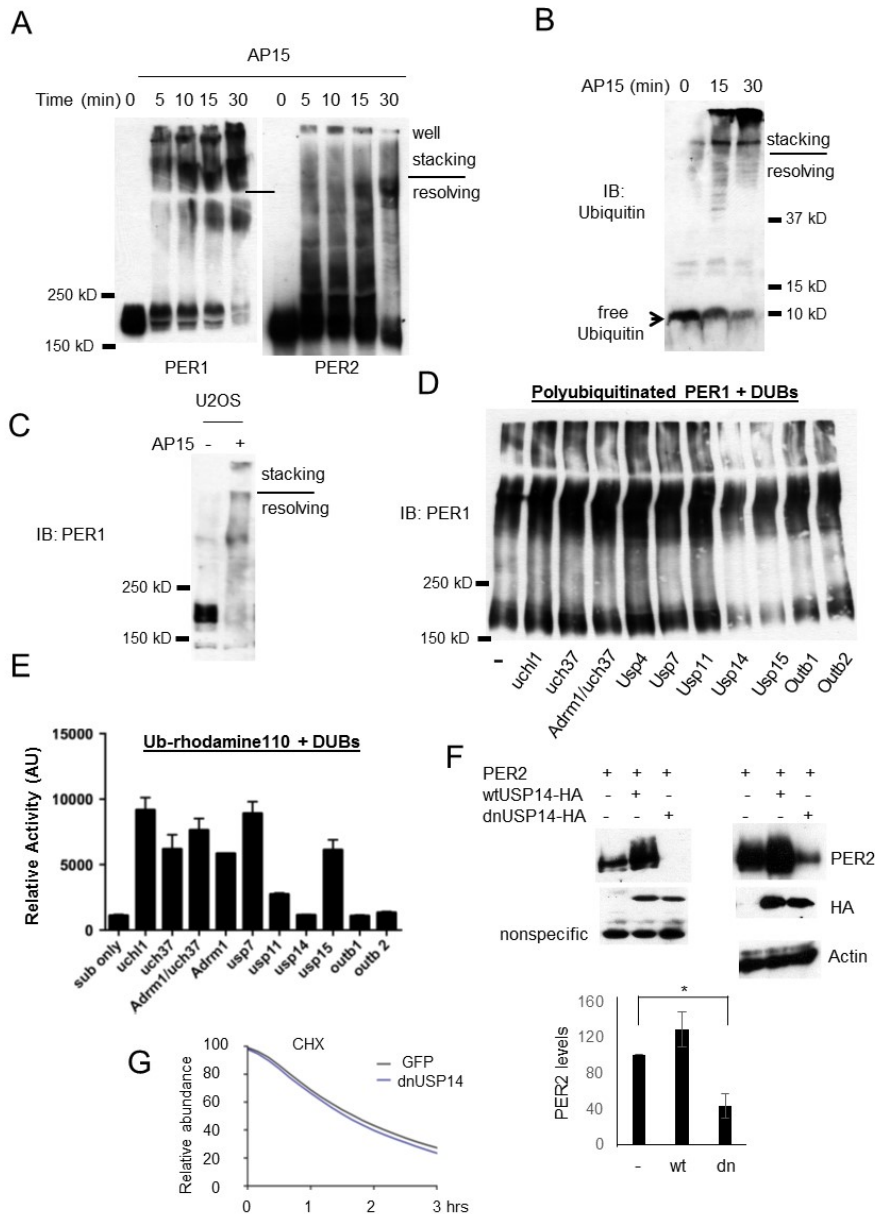 A
AP15
Time (min) 0 5 10 15 30 0 5 10 15 30
well
stacking
resolving
250 kD
150 kD
PER1 PER2
B
AP15 (min) 0 15 30
stacking
resolving
IB:
Ubiquitin
37 kD
15 kD
free
Ubiquitin
10 kD
C
U2OS
AP15 - +
stacking
resolving
IB: PER1
250 kD
150 kD
D
Polyubiquitinated PER1 + DUBs
IB: PER1
250 kD
150 kD
- uchl1 uch37 Adrm1/uch37 Usp4 Usp7 Usp11 Usp14 Usp15 Outb1 Outb2
E
Ub-rhodamine110 + DUBs
Relative Activity (AU)
15000
10000
5000
0
sub only uchl1 uch37 Adrm1/uch37 Adrm1 usp7 usp11 usp14 usp15 outb1 outb 2
F
PER2 + + + + + +
wtUSP14-HA - + - - + -
dnUSP14-HA - - + - - +
PER2
HA
nonspecific
Actin
*
PER2 levels
160
120
80
40
0
- wt dn
G
CHX
GFP
dnUSP14
Relative abundance
100
80
60
40
20
0
0 1 2 3 hrs